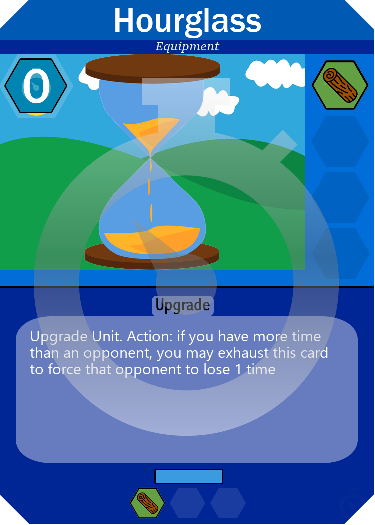 Hourglass
Equipment
0
Upgrade
Upgrade Unit. Action: if you have more time
than an opponent, you may exhaust this card
to force that opponent to lose 1 time